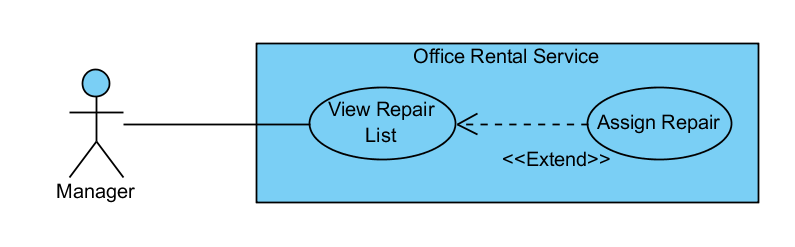 Office Rental Service
View Repair
List
Assign Repair
<<Extend>>
Manager